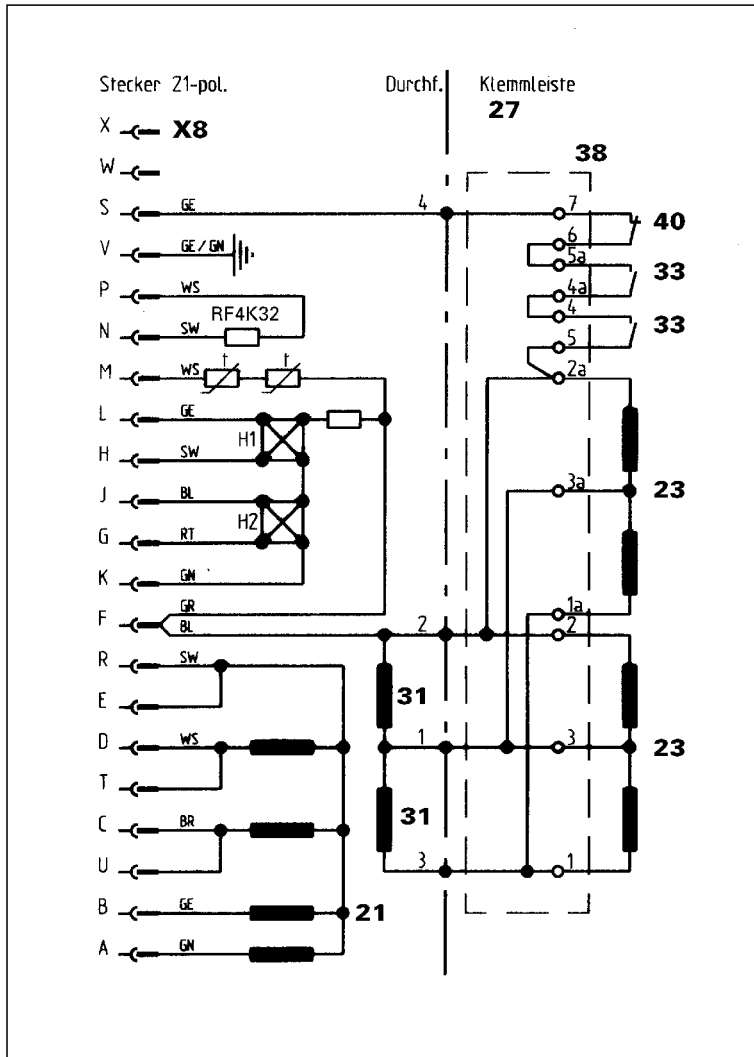 Stecker 21-pol. Durchf. Klemmleiste
27
X X8
38
W
S GE 4 7
40
6
V GE/GN 5a
33
P WS 4a
RF4K32 4
33
N SW 5
t t 2a
M WS
L GE
H1
H SW
3a 23
J BL
H2
G RT
K GN
GR 1a
F
BL 2 2
R SW
31
E
D WS 1 3 23
T
31
C BR
U 3 1
B GE 21
A GN